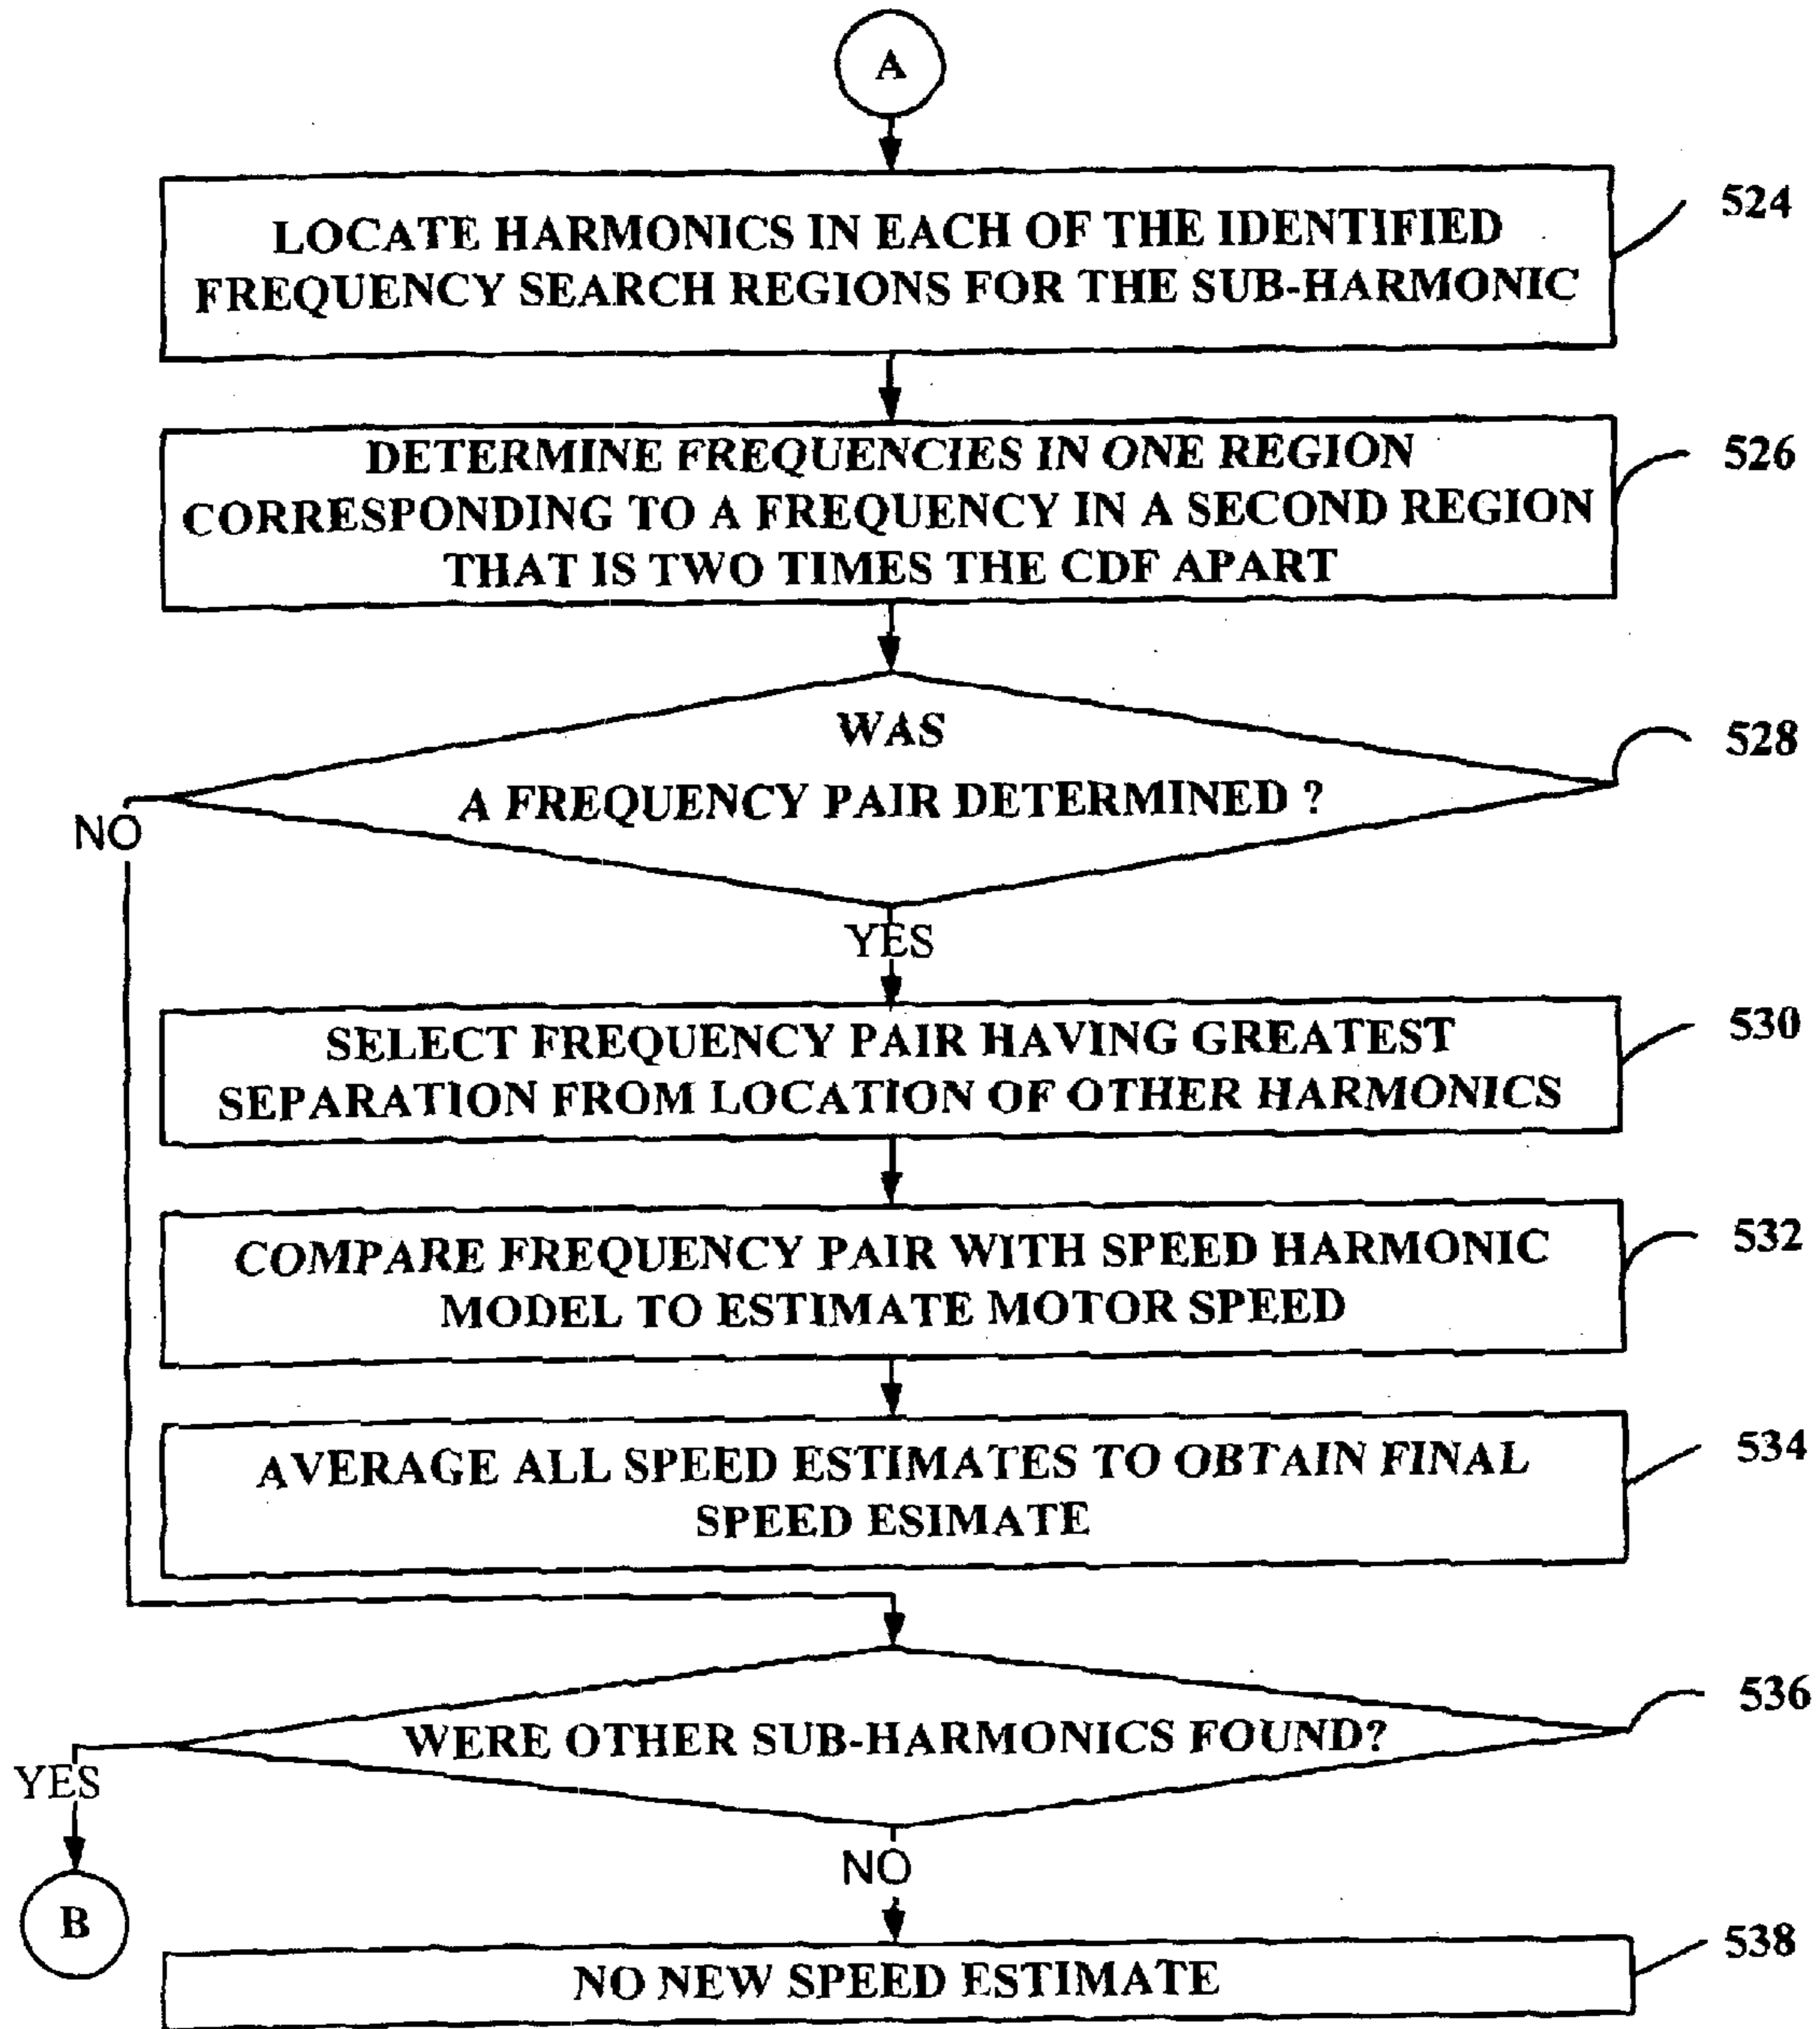 A
524
LOCATE HARMONICS IN EACH OF THE IDENTIFIED
FREQUENCY SEARCH REGIONS FOR THE SUB-HARMONIC
526
DETERMINE FREQUENCIES IN ONE REGION
CORRESPONDING TO A FREQUENCY IN A SECOND REGION
THAT IS TWO TIMES THE CDF APART
528
WAS
A FREQUENCY PAIR DETERMINED ?
NO
YES
530
SELECT FREQUENCY PAIR HAVING GREATEST
SEPARATION FROM LOCATION OF OTHER HARMONICS
532
COMPARE FREQUENCY PAIR WITH SPEED HARMONIC
MODEL TO ESTIMATE MOTOR SPEED
534
AVERAGE ALL SPEED ESTIMATES TO OBTAIN FINAL
SPEED ESIMATE
536
WERE OTHER SUB-HARMONICS FOUND?
YES
NO
B
538
NO NEW SPEED ESTIMATE